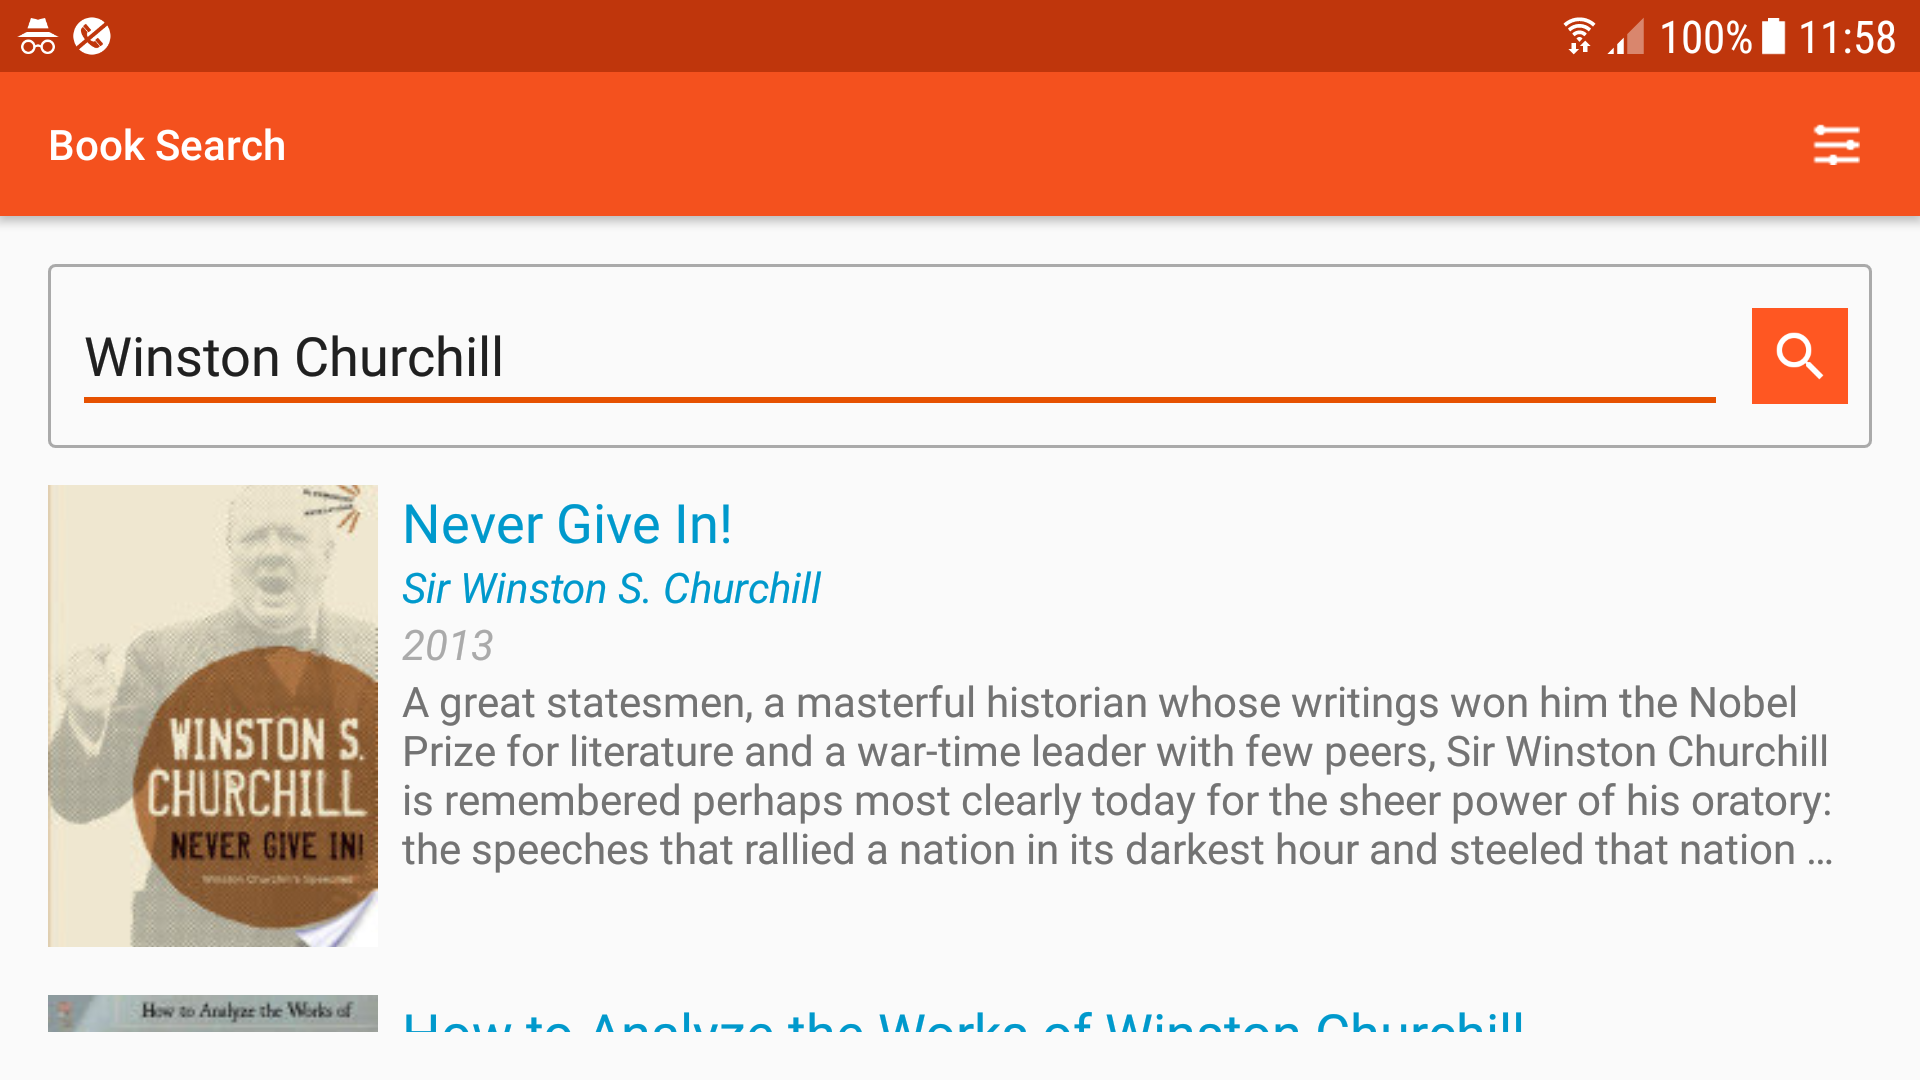 100% 11:58
Book Search
Winston Churchill
Never Give In!
Sir Winston S. Churchill
2013
A great statesmen, a masterful historian whose writings won him the Nobel
Prize for literature and a war-time leader with few peers, Sir Winston Churchill
is remembered perhaps most clearly today for the sheer power of his oratory:
the speeches that rallied a nation in its darkest hour and steeled that nation ...
WINSTON S.
CHURCHILL
NEVER GIVE IN!
Winston Churchill's Speeches
How to Analyze the Works of
How to Analyze the Works of Winston Churchill